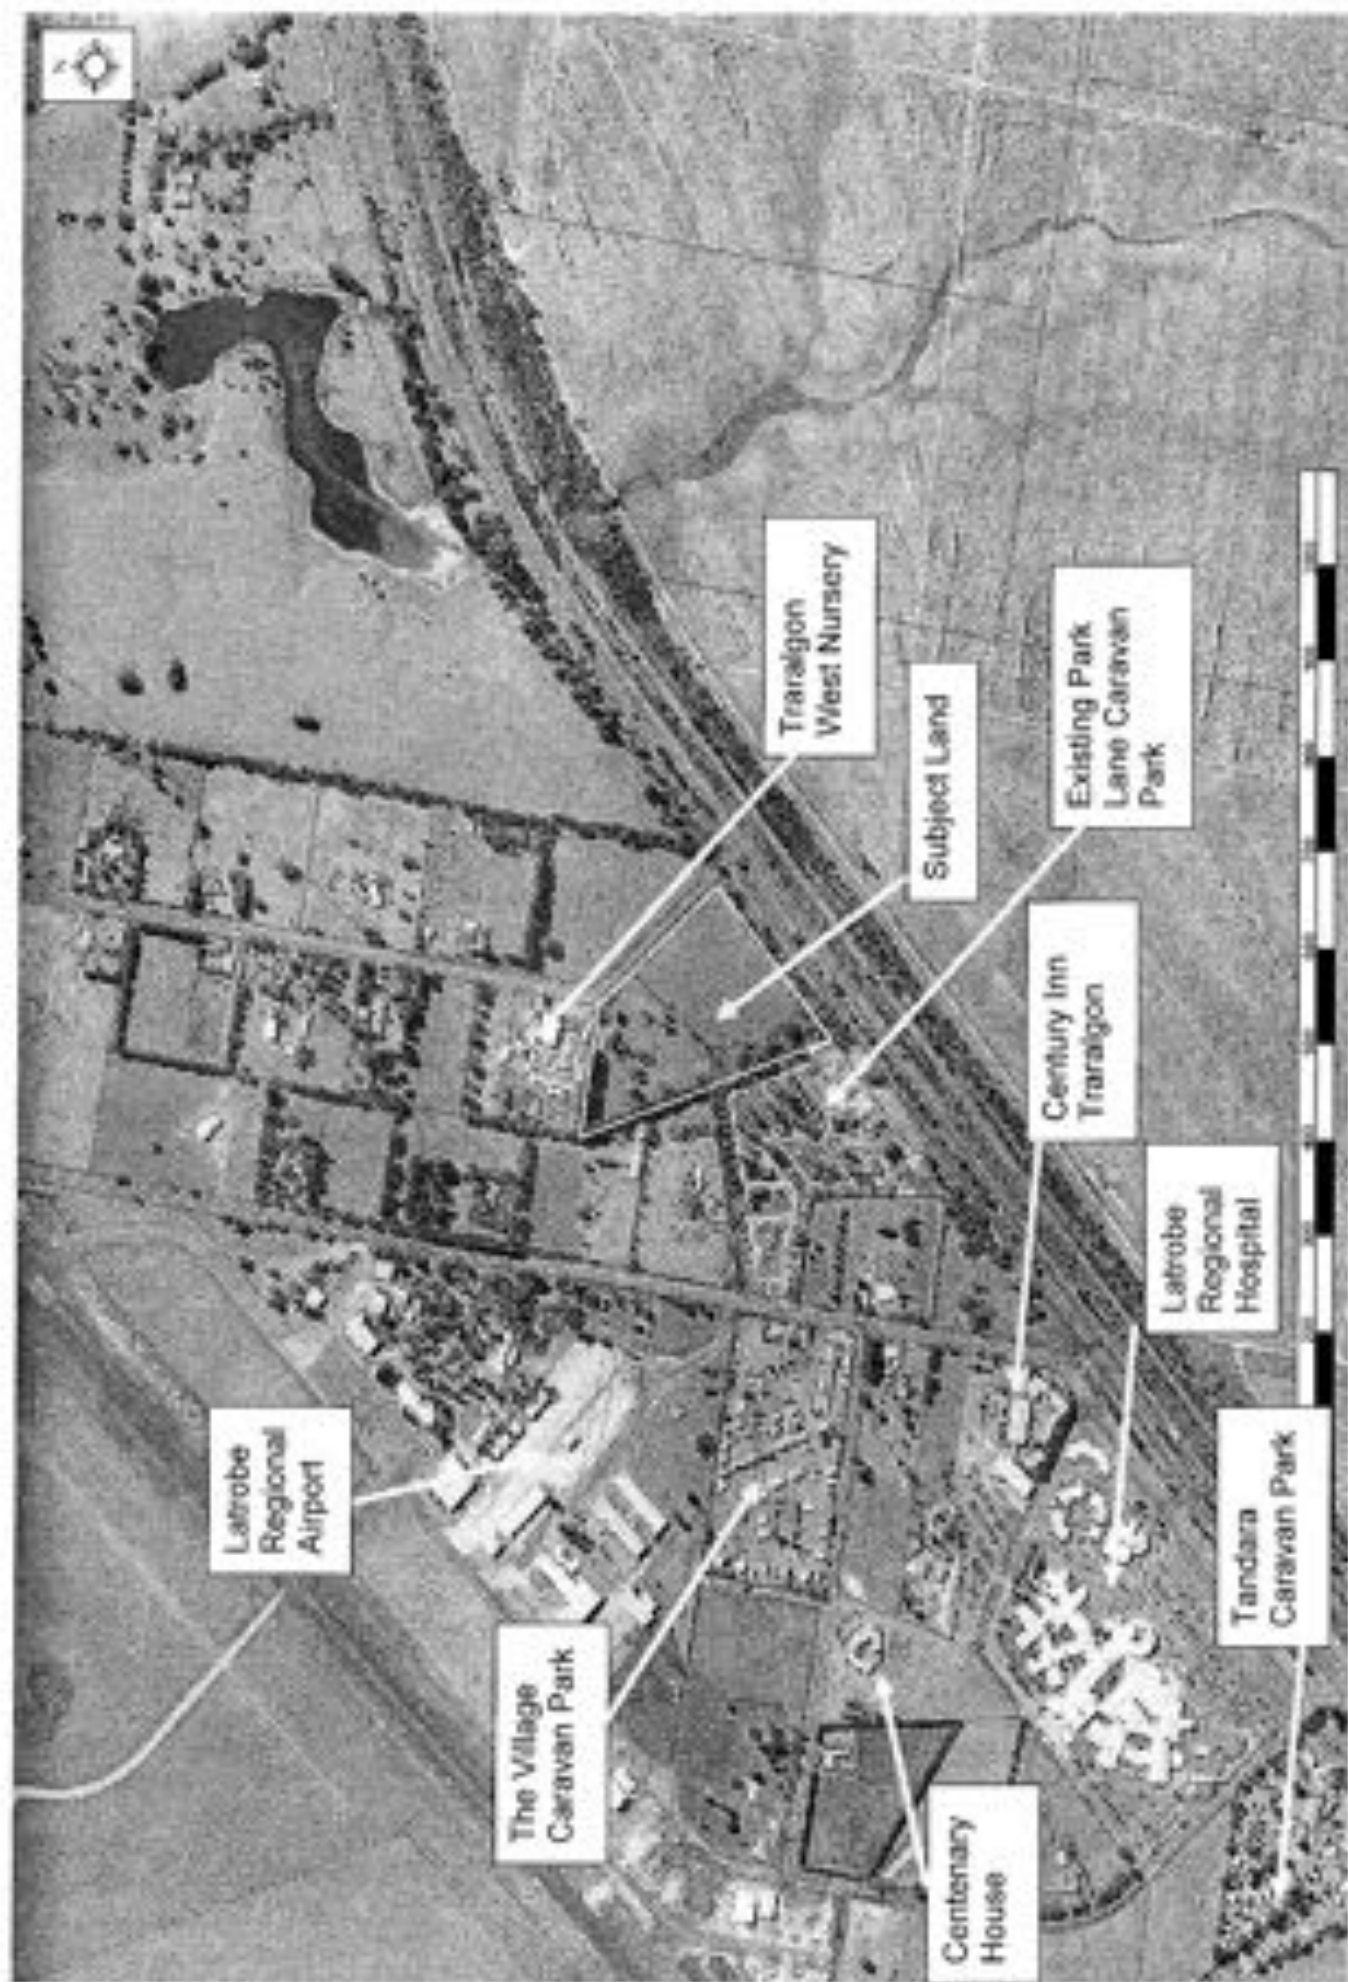 Latrobe
Regional
Airport
The Village
Caravan Park
Centenary
House
Traralgon
West Nursery
Subject Land
Existing Park
Lane Caravan
Park
Century Inn
Traralgon
Latrobe
Regional
Hospital
Tandara
Caravan Park